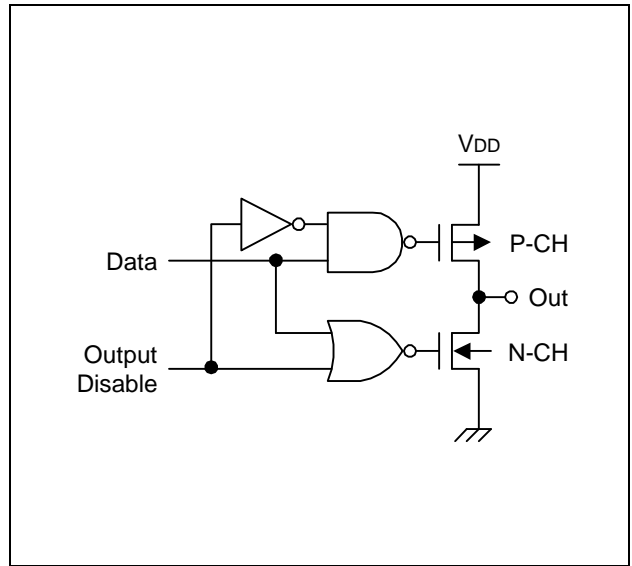 VDD
P-CH
Data
Out
Output
Disable
N-CH